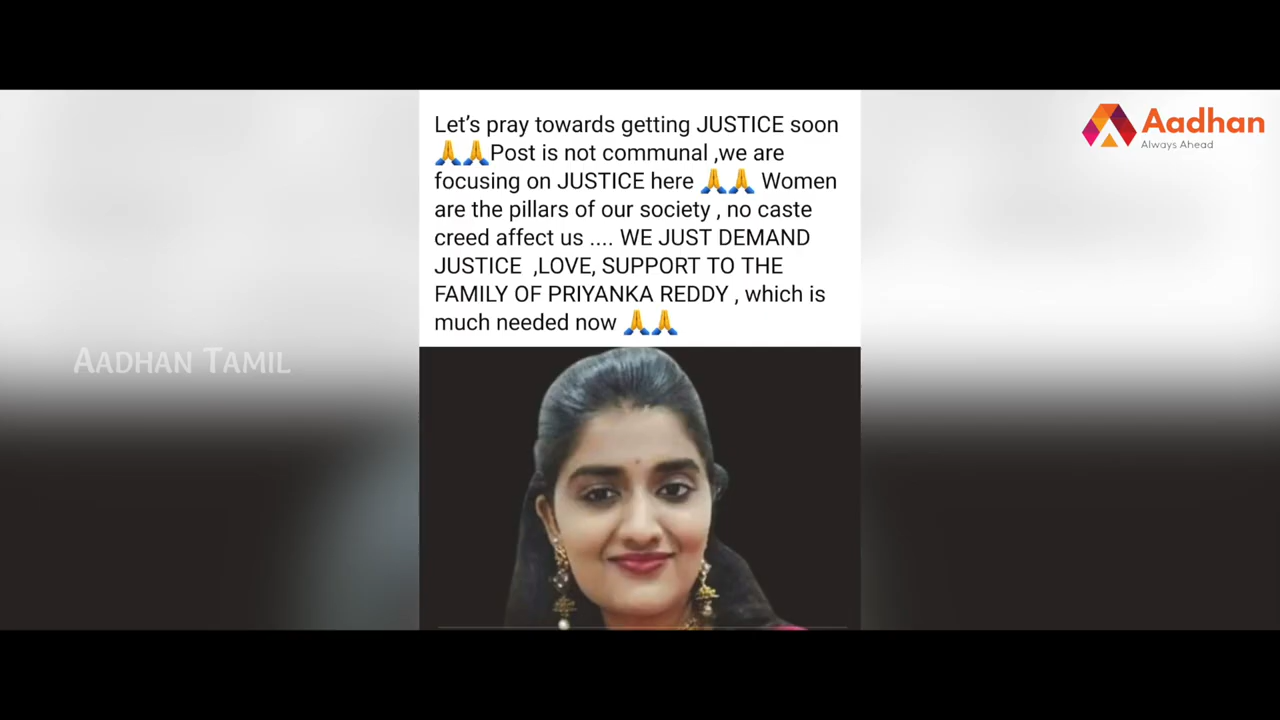 Let's pray towards getting JUSTICE soon
🙏🙏Post is not communal ,we are
focusing on JUSTICE here 🙏🙏 Women
are the pillars of our society , no caste
creed affect us .... WE JUST DEMAND
JUSTICE ,LOVE, SUPPORT TO THE
FAMILY OF PRIYANKA REDDY , which is
much needed now 🙏🙏
Aadhan
Always Ahead
AADHAN TAMIL